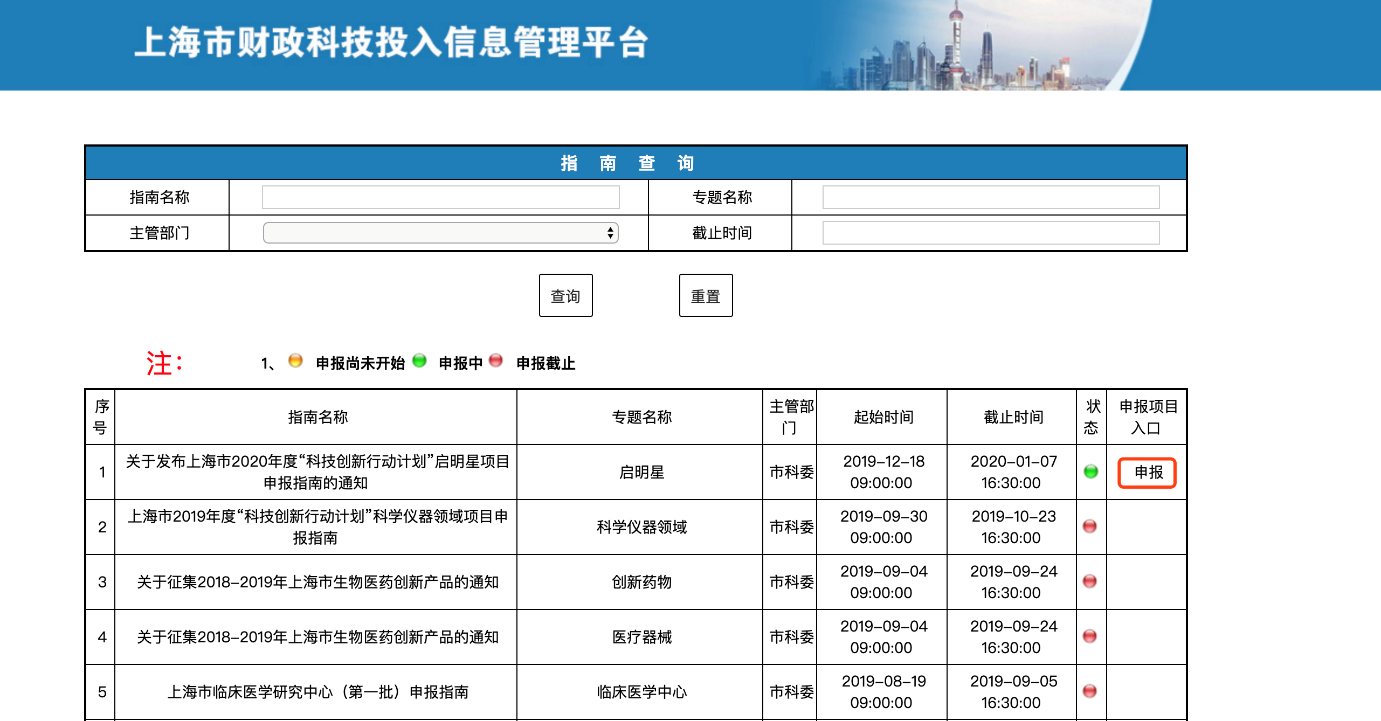 上海市财政科技投入信息管理平台
指 南 查 询
指南名称 专题名称
主管部门 截止时间
查询 重置
注： 1、 申报尚未开始 申报中 申报截止
序号 指南名称 专题名称 主管部门 起始时间 截止时间 状态 申报项目入口
1 关于发布上海市2020年度“科技创新行动计划”启明星项目申报指南的通知 启明星 市科委 2019-12-18 09:00:00 2020-01-07 16:30:00 申报
2 上海市2019年度“科技创新行动计划”科学仪器领域项目申报指南 科学仪器领域 市科委 2019-09-30 09:00:00 2019-10-23 16:30:00
3 关于征集2018-2019年上海市生物医药创新产品的通知 创新药物 市科委 2019-09-04 09:00:00 2019-09-24 16:30:00
4 关于征集2018-2019年上海市生物医药创新产品的通知 医疗器械 市科委 2019-09-04 09:00:00 2019-09-24 16:30:00
5 上海市临床医学研究中心（第一批）申报指南 临床医学中心 市科委 2019-08-19 09:00:00 2019-09-05 16:30:00